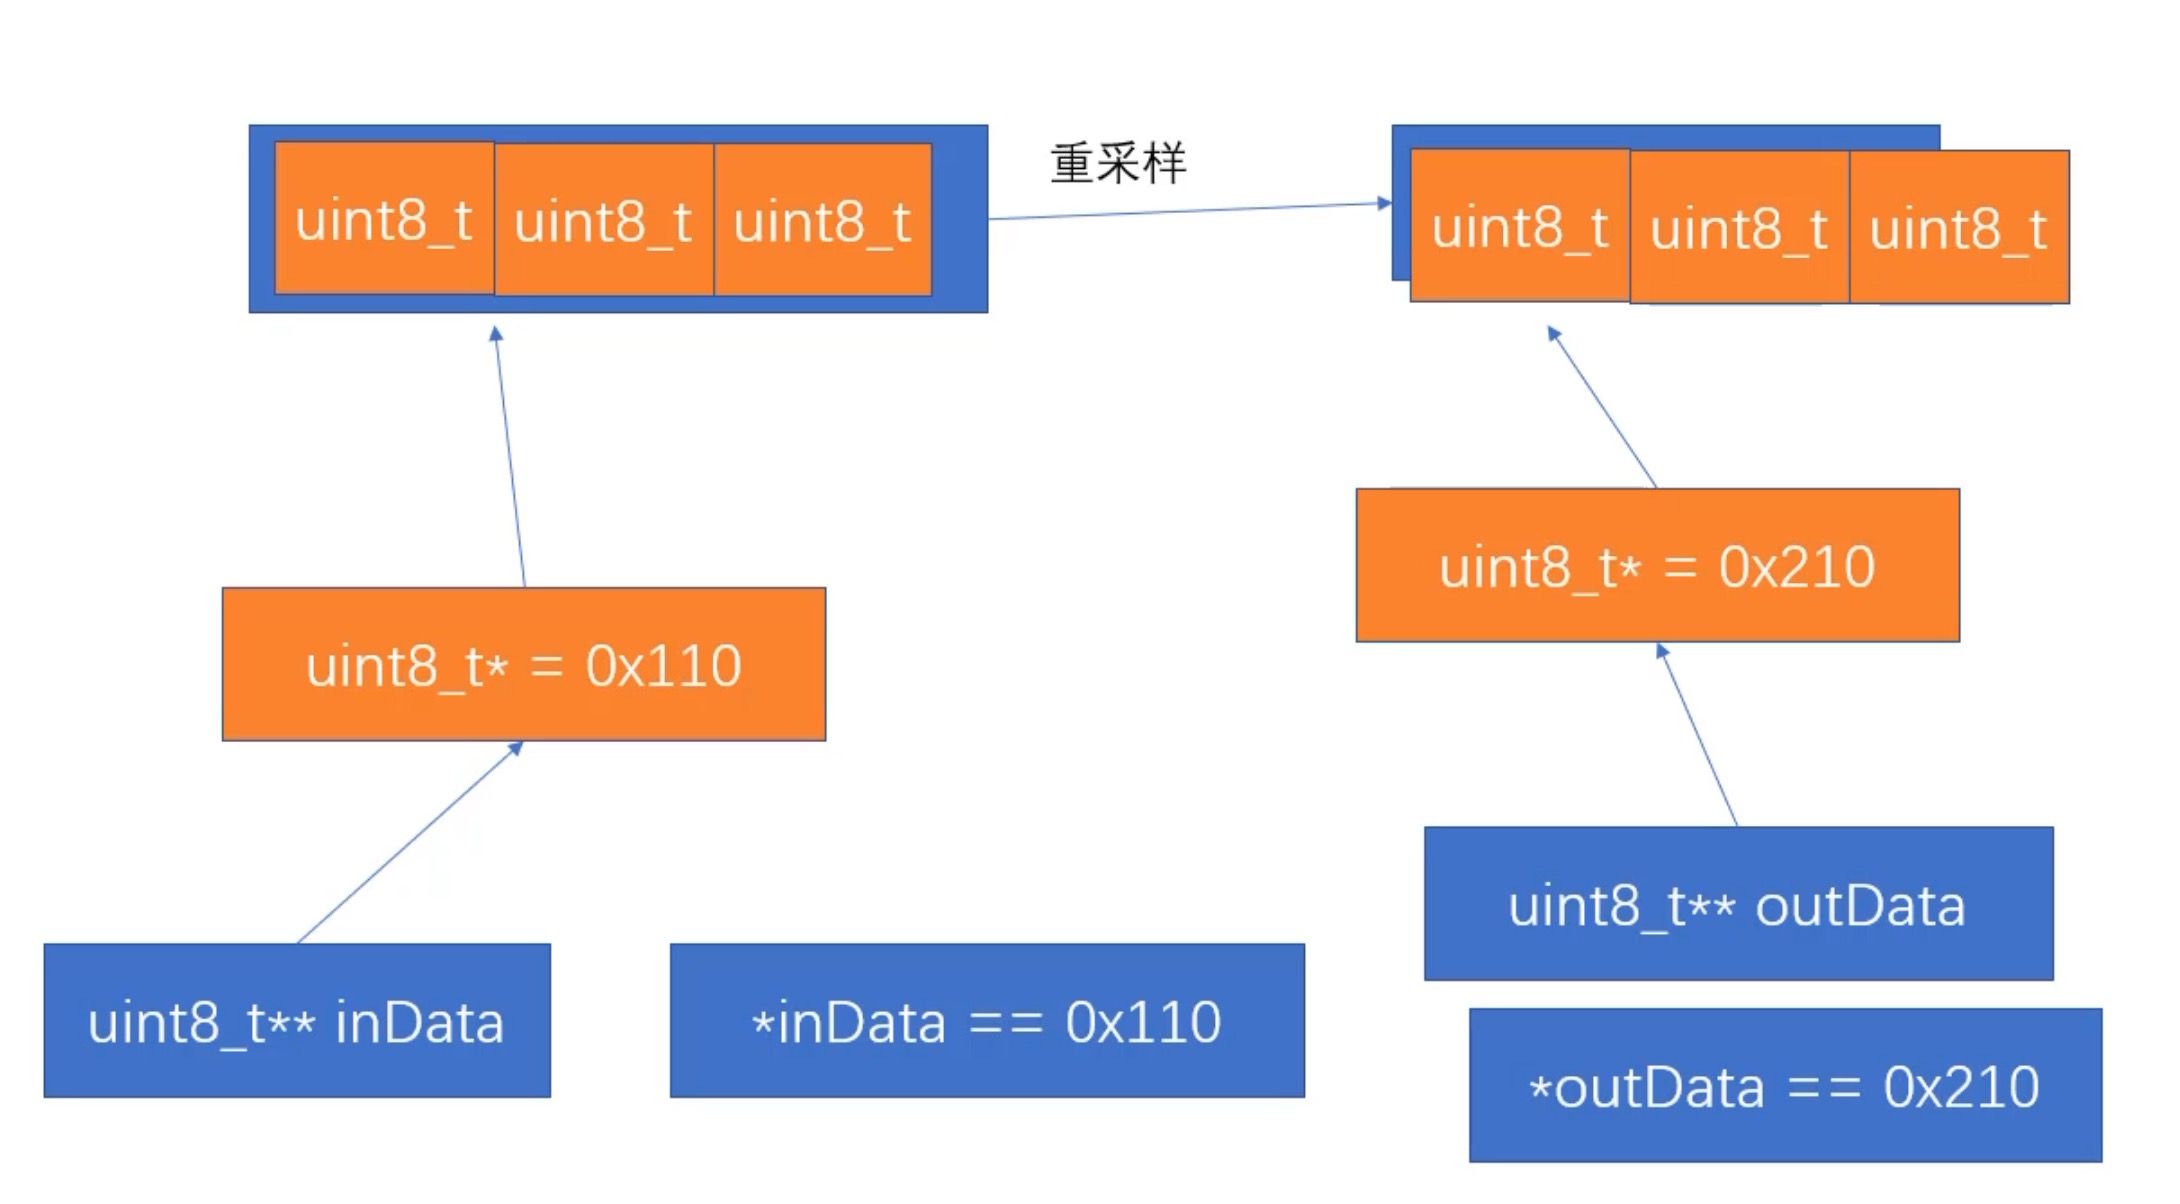 重采样
uint8_t uint8_t uint8_t
uint8_t uint8_t uint8_t
uint8_t* = 0x210
uint8_t* = 0x110
uint8_t** outData
uint8_t** inData
*inData == 0x110
*outData == 0x210